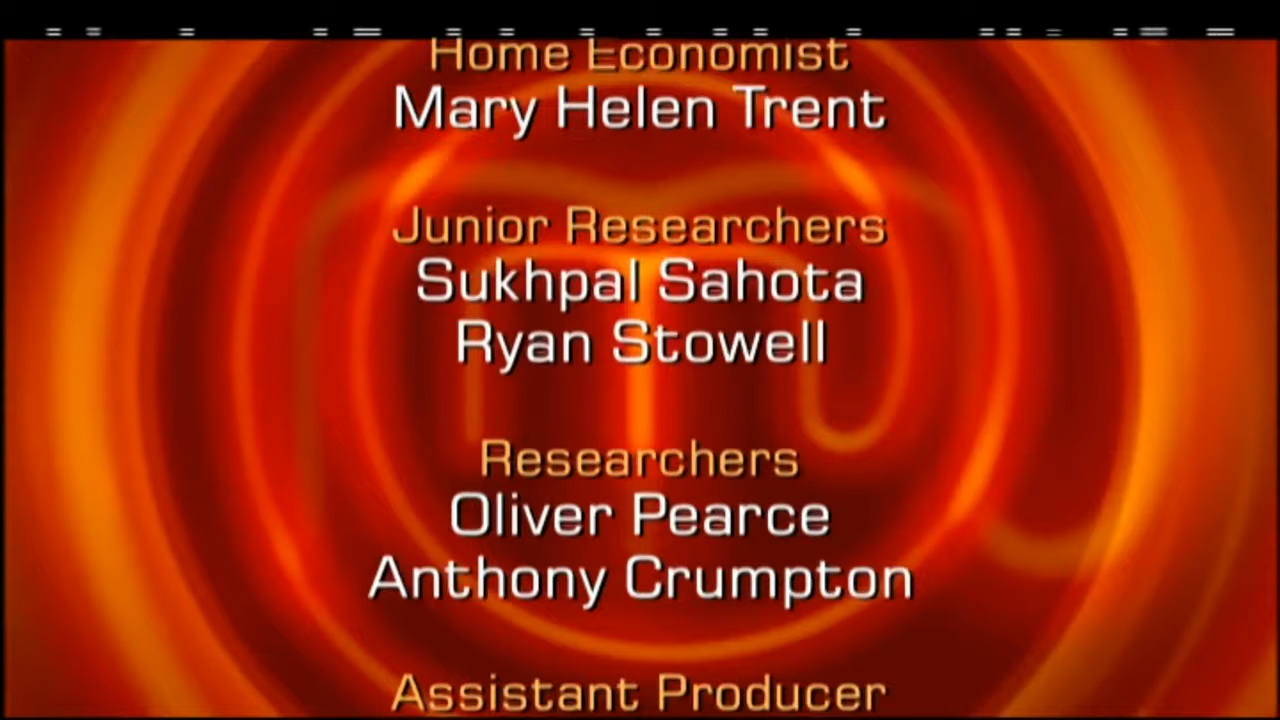 Home Economist
Mary Helen Trent
Junior Researchers
Sukhpal Sahota
Ryan Stowell
Researchers
Oliver Pearce
Anthony Crumpton
Assistant Producer